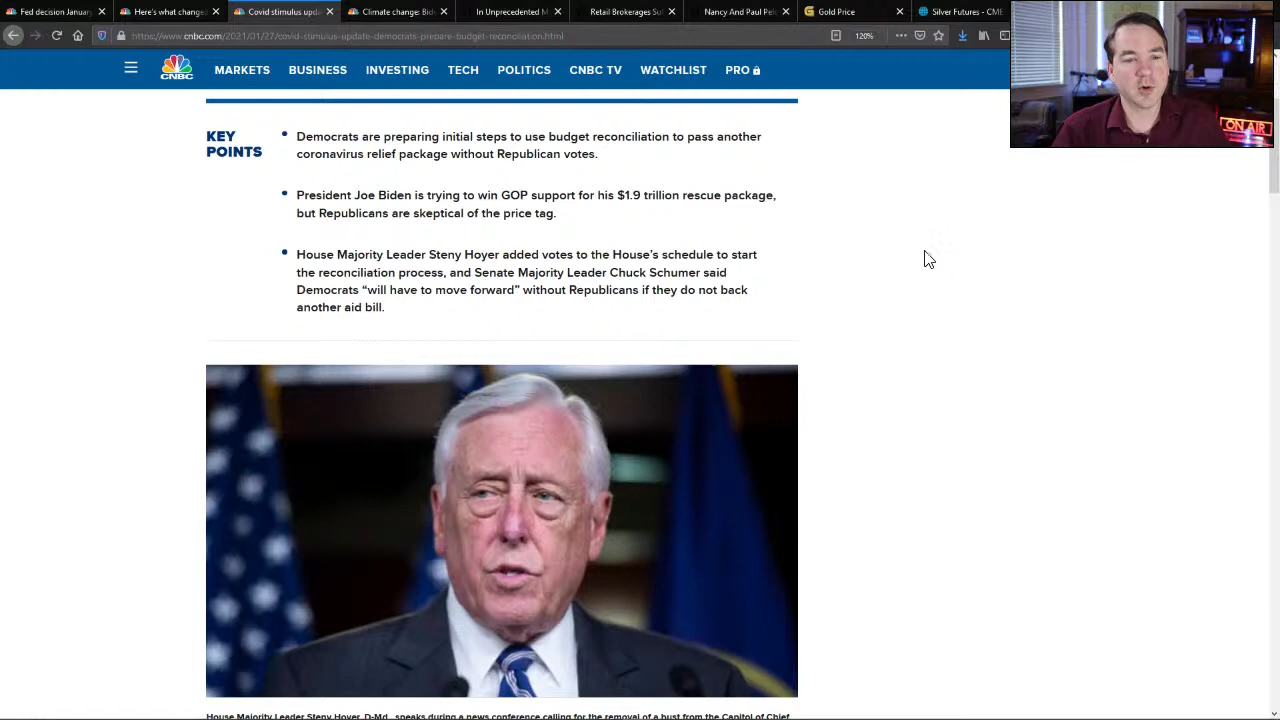 Fed decision January
Here's what change
Covid stimulus upda
Climate change: Bid
In Unprecede
Retail Brokerages Su
Nancy And Paul Pel
Gold Price
Silver Futures - CME
www.cnbc.com/2021/01/27/covid-stimulus-update-democrats-prepare-budget-reconciliation.html
120%
CNBC
MARKETS
BUS
INVESTING
TECH
POLITICS
BC TV
WATCHLIST
PRO
ON AIR
KEY
POINTS
Democrats are preparing initial steps to use budget reconciliation to pass another
coronavirus relief package without Republican votes.
President Joe Biden is trying to win GOP support for his $1.9 trillion rescue package,
but Republicans are skeptical of the price tag.
House Majority Leader Steny Hoyer added votes to the House’s schedule to start
the reconciliation process, and Senate Majority Leader Chuck Schumer said
Democrats “will have to move forward” without Republicans if they do not back
another aid bill.
House Majority Leader Steny Hoyer, D-Md., speaks during a news conference calling for the removal of a bust from the Capitol of Chief